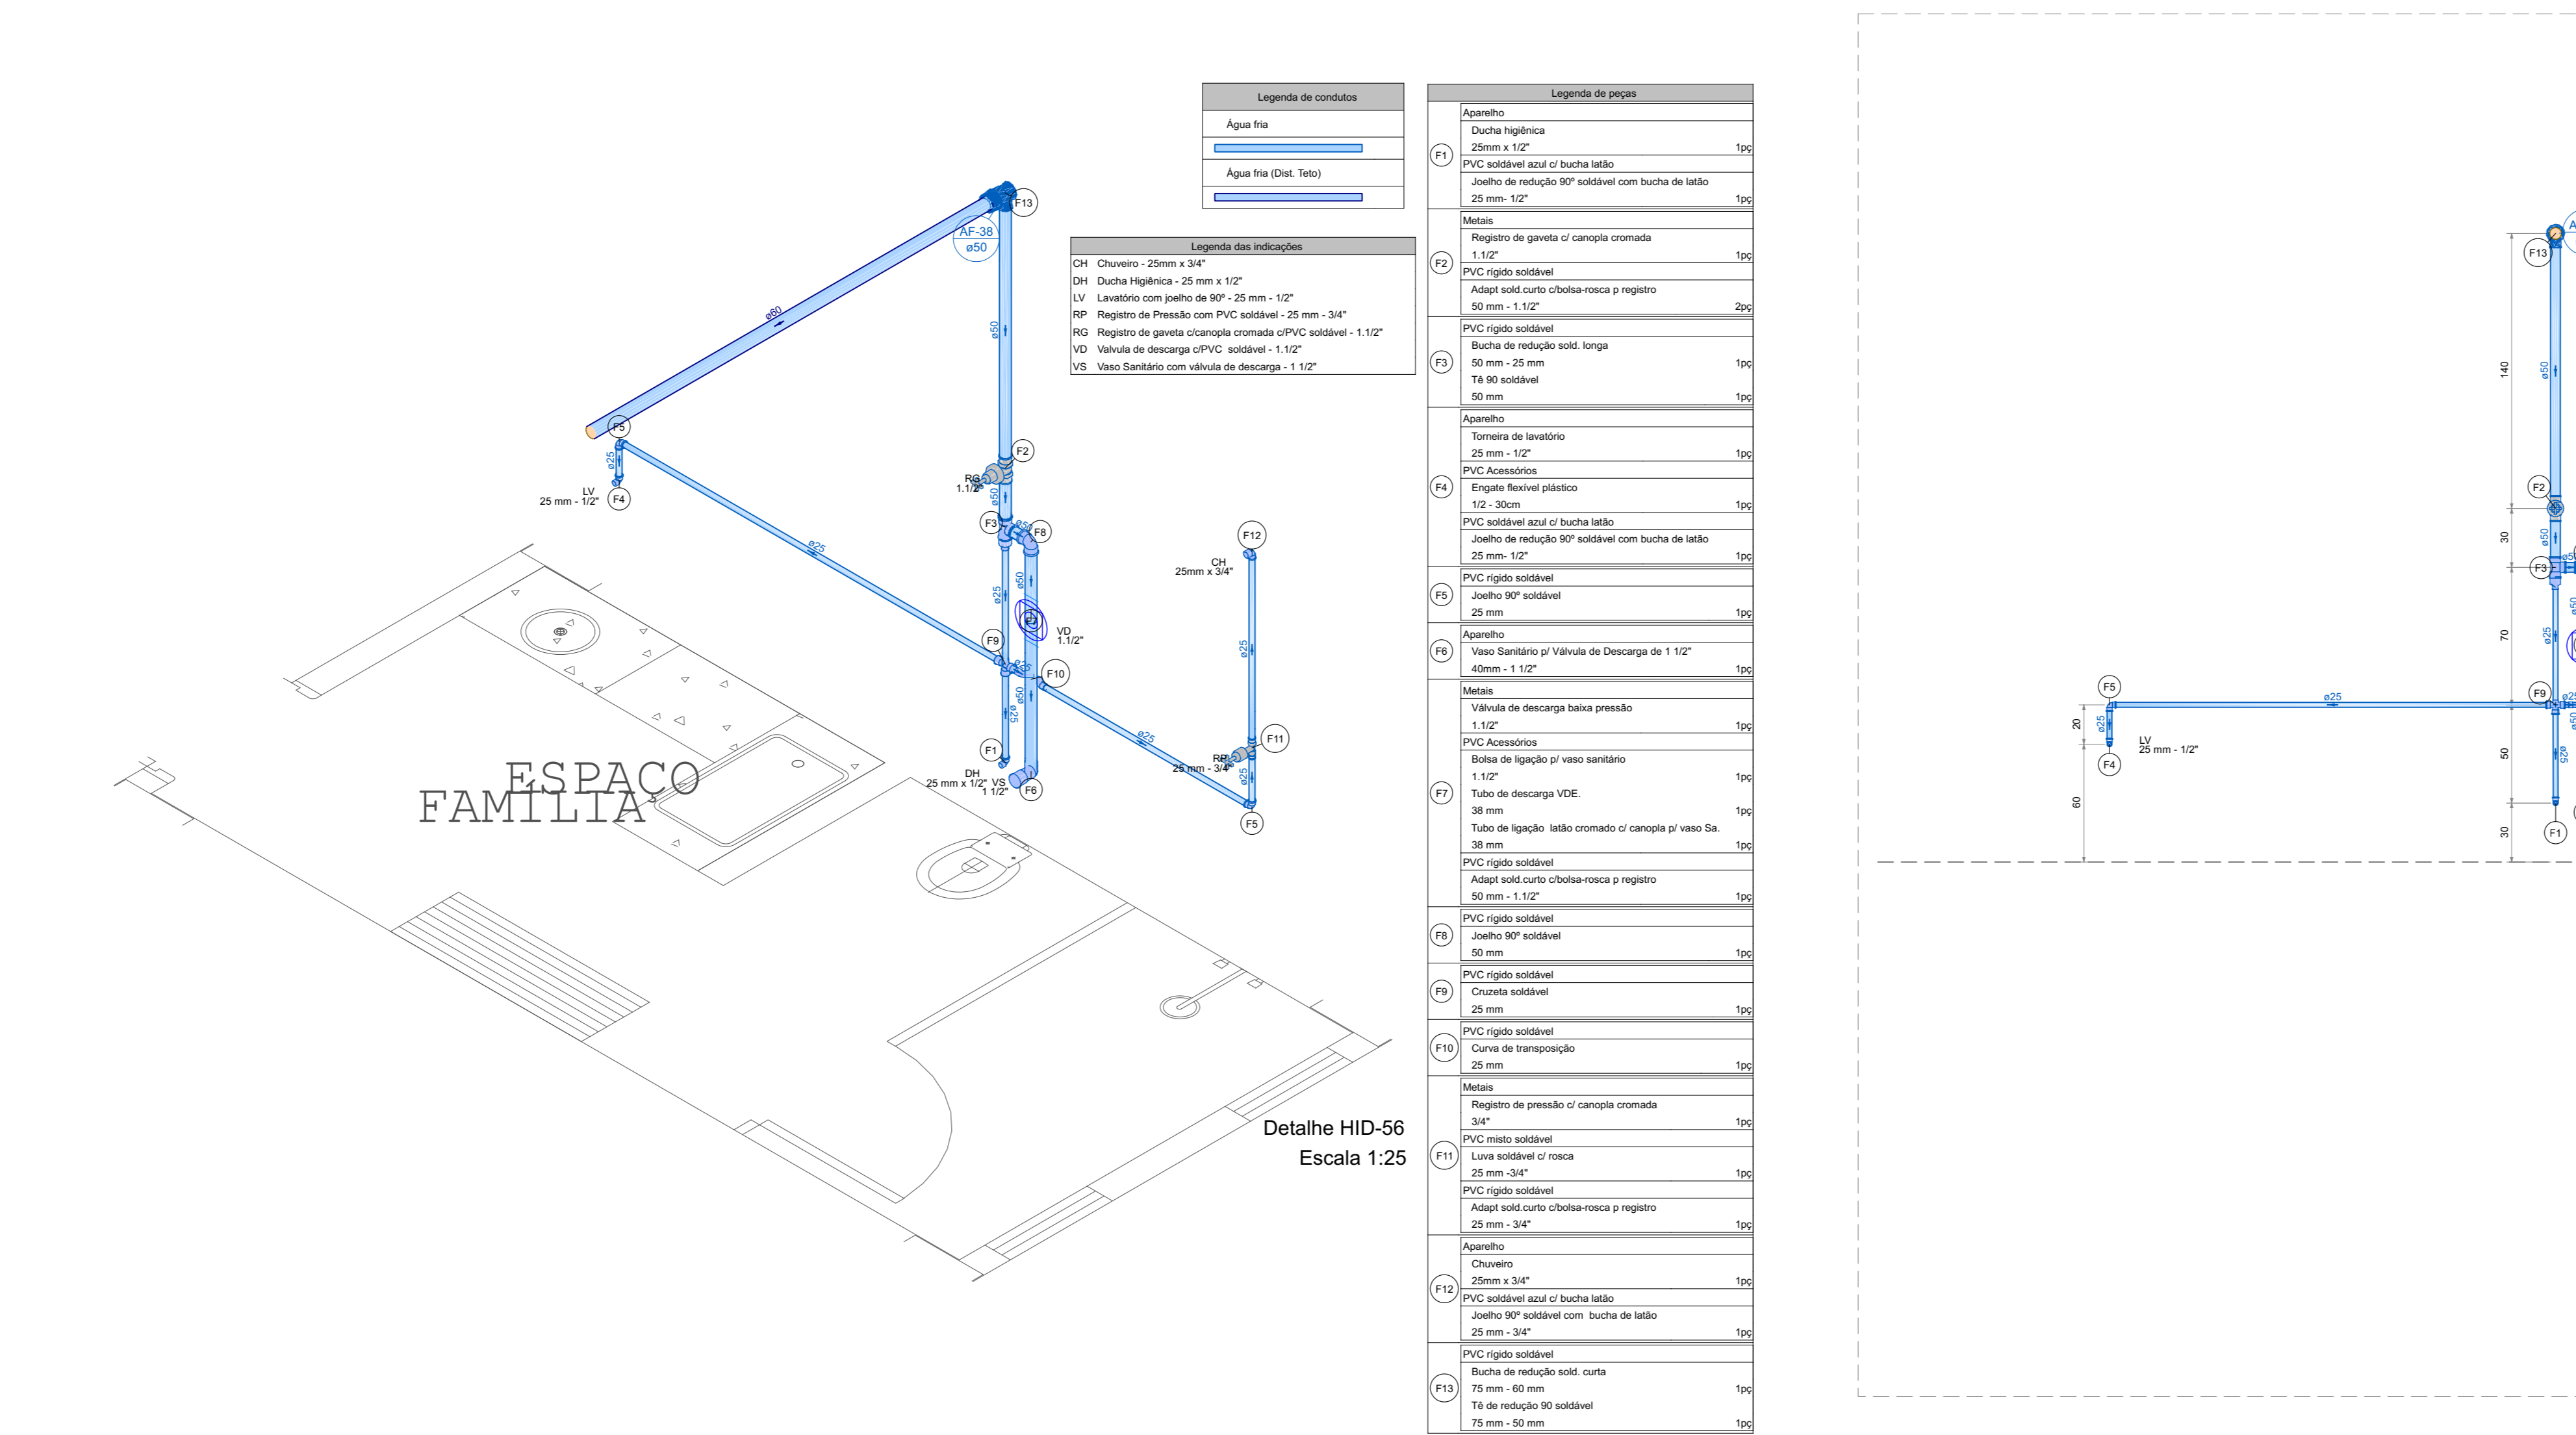 Legenda de condutos
Água fria
Água fria (Dist. Teto)
Legenda das indicações
CH Chuveiro - 25mm x 3/4"
DH Ducha Higiênica - 25 mm x 1/2"
LV Lavatório com joelho de 90º - 25 mm - 1/2"
RP Registro de Pressão com PVC soldável - 25 mm - 3/4"
RG Registro de gaveta c/canopla cromada c/PVC soldável - 1.1/2"
VD Valvula de descarga c/PVC soldável - 1.1/2"
VS Vaso Sanitário com válvula de descarga - 1 1/2"
F13
AF-38
ø50
ø60
ø50
F5
ø25
LV
25 mm - 1/2"
F4
F2
RG
1.1/2"
ø50
F3
ø50
F8
ø25
ø25
ø50
F7
VD
1.1/2"
F9
ø25
F10
ø50
ø25
F1
DH
25 mm x 1/2"
VS
1 1/2"
F6
F12
CH
25mm x 3/4"
ø25
ø25
F11
RP
25 mm - 3/4"
ø25
F5
ESPAÇO
FAMÍLIA
Detalhe HID-56
Escala 1:25
Legenda de peças
F1
Aparelho
Ducha higiênica
25mm x 1/2" 1pç
PVC soldável azul c/ bucha latão
Joelho de redução 90º soldável com bucha de latão
25 mm- 1/2" 1pç
F2
Metais
Registro de gaveta c/ canopla cromada
1.1/2" 1pç
PVC rígido soldável
Adapt sold.curto c/bolsa-rosca p registro
50 mm - 1.1/2" 2pç
F3
PVC rígido soldável
Bucha de redução sold. longa
50 mm - 25 mm 1pç
Tê 90 soldável
50 mm 1pç
F4
Aparelho
Torneira de lavatório
25 mm - 1/2" 1pç
PVC Acessórios
Engate flexível plástico
1/2 - 30cm 1pç
PVC soldável azul c/ bucha latão
Joelho de redução 90º soldável com bucha de latão
25 mm- 1/2" 1pç
F5
PVC rígido soldável
Joelho 90º soldável
25 mm 1pç
F6
Aparelho
Vaso Sanitário p/ Válvula de Descarga de 1 1/2"
40mm - 1 1/2" 1pç
F7
Metais
Válvula de descarga baixa pressão
1.1/2" 1pç
PVC Acessórios
Bolsa de ligação p/ vaso sanitário
1.1/2" 1pç
Tubo de descarga VDE.
38 mm 1pç
Tubo de ligação latão cromado c/ canopla p/ vaso Sa.
38 mm 1pç
PVC rígido soldável
Adapt sold.curto c/bolsa-rosca p registro
50 mm - 1.1/2" 1pç
F8
PVC rígido soldável
Joelho 90º soldável
50 mm 1pç
F9
PVC rígido soldável
Cruzeta soldável
25 mm 1pç
F10
PVC rígido soldável
Curva de transposição
25 mm 1pç
F11
Metais
Registro de pressão c/ canopla cromada
3/4" 1pç
PVC misto soldável
Luva soldável c/ rosca
25 mm -3/4" 1pç
PVC rígido soldável
Adapt sold.curto c/bolsa-rosca p registro
25 mm - 3/4" 1pç
F12
Aparelho
Chuveiro
25mm x 3/4" 1pç
PVC soldável azul c/ bucha latão
Joelho 90º soldável com bucha de latão
25 mm - 3/4" 1pç
F13
PVC rígido soldável
Bucha de redução sold. curta
75 mm - 60 mm 1pç
Tê de redução 90 soldável
75 mm - 50 mm 1pç
F13
140
ø50
F2
30
ø50
F3
70
ø25
F5
ø25
F9
20
ø25
LV
25 mm - 1/2"
F4
50
ø25
60
30
F1